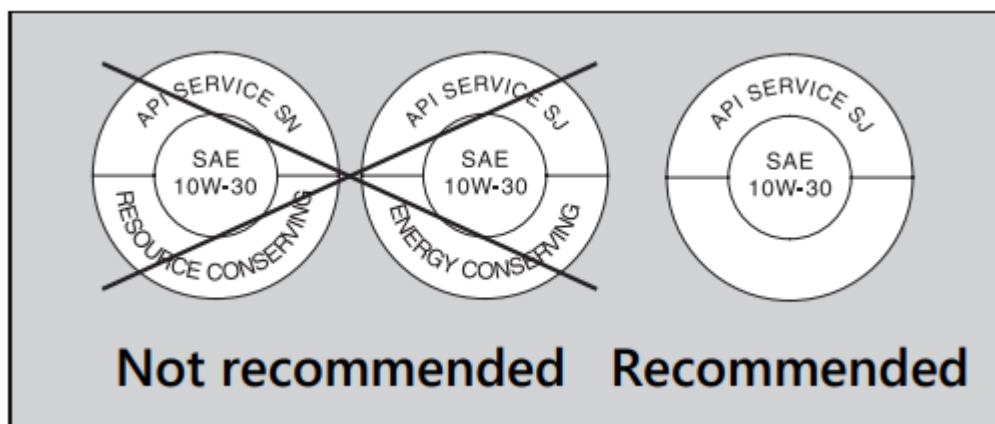 API SERVICE SN
SAE
10W-30
RESOURCE CONSERVING
API SERVICE SJ
SAE
10W-30
ENERGY CONSERVING
API SERVICE SJ
SAE
10W-30
Not recommended
Recommended